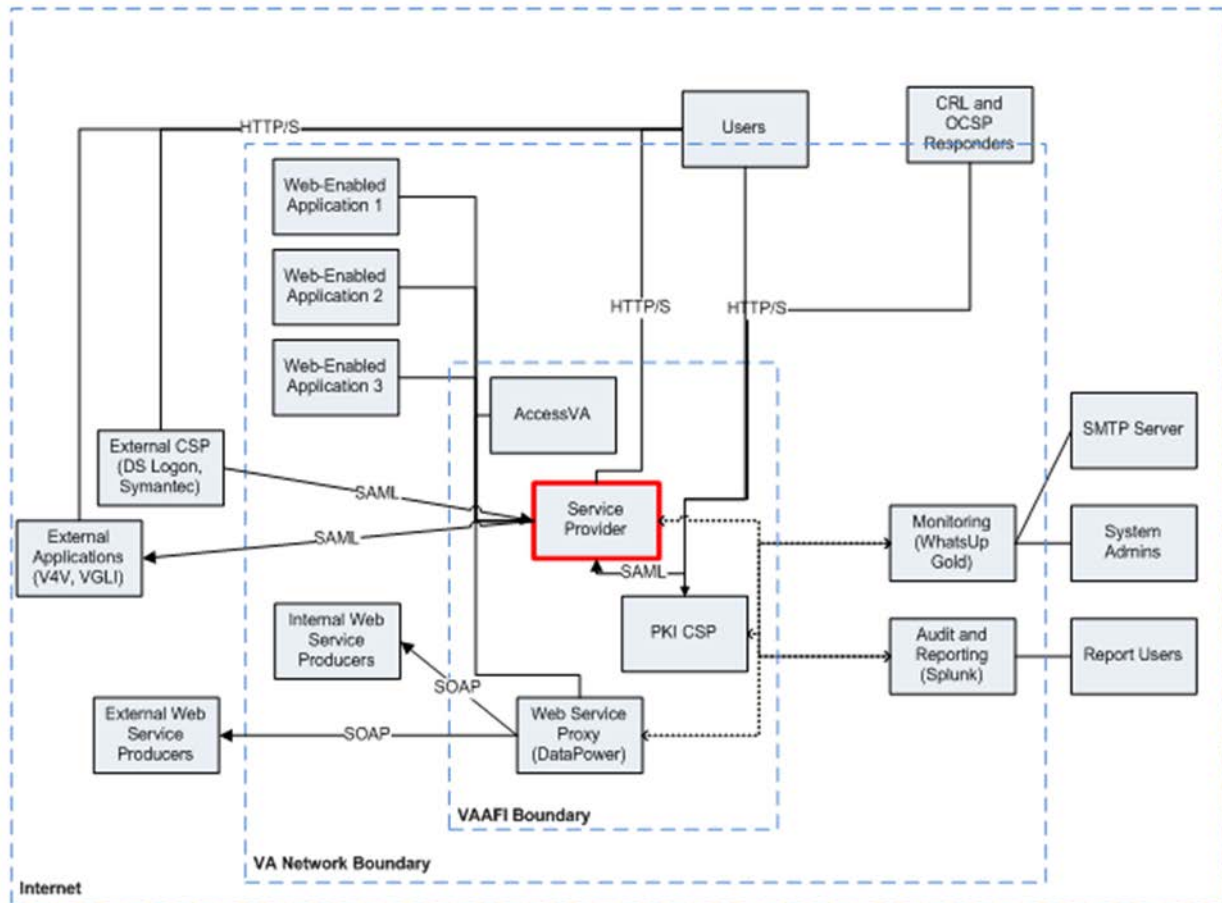 Users
CRL and
OCSP
Responders
HTTP/S
Web-Enabled
Application 1
Web-Enabled
Application 2
HTTP/S
HTTP/S
Web-Enabled
Application 3
AccessVA
SMTP Server
External CSP
(DS Logon,
Symantec)
SAML
Service
Provider
External
Applications
(V4V, VGLI)
SAML
Monitoring
(WhatsUp
Gold)
System
Admins
SAML
Internal Web
Service
Producers
PKI CSP
Audit and
Reporting
(Splunk)
Report Users
SOAP
External Web
Service
Producers
SOAP
Web Service
Proxy
(DataPower)
VAAFI Boundary
VA Network Boundary
Internet